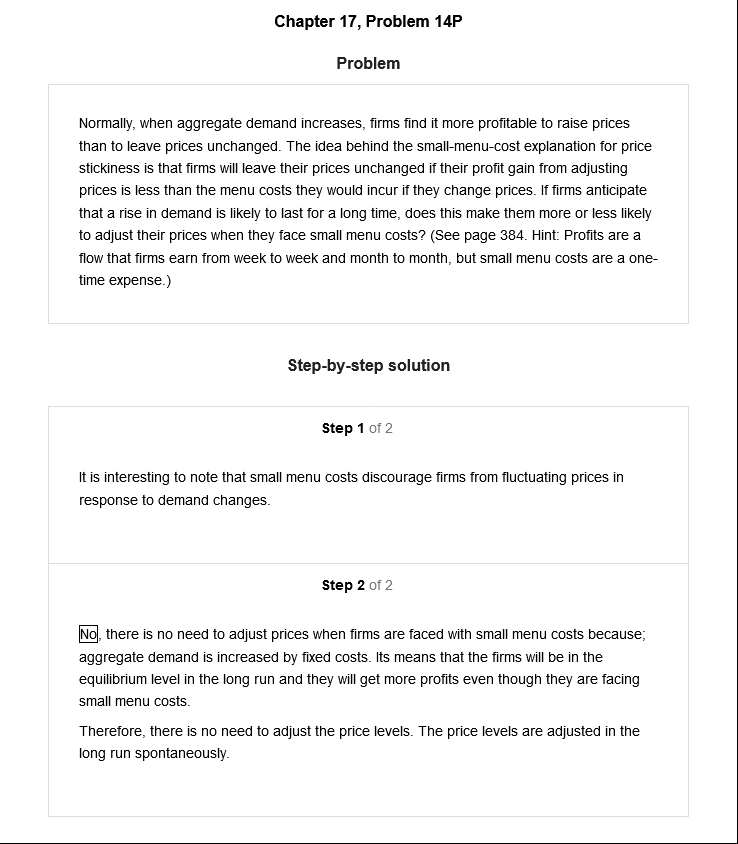 Chapter 17, Problem 14P
Problem
Normally, when aggregate demand increases, firms find it more profitable to raise prices
than to leave prices unchanged. The idea behind the small-menu-cost explanation for price
stickiness is that firms will leave their prices unchanged if their profit gain from adjusting
prices is less than the menu costs they would incur if they change prices. If firms anticipate
that a rise in demand is likely to last for a long time, does this make them more or less likely
to adjust their prices when they face small menu costs? (See page 384. Hint: Profits are a
flow that firms earn from week to week and month to month, but small menu costs are a one-
time expense.)
Step-by-step solution
Step 1 of 2
It is interesting to note that small menu costs discourage firms from fluctuating prices in
response to demand changes.
Step 2 of 2
No, there is no need to adjust prices when firms are faced with small menu costs because;
aggregate demand is increased by fixed costs. Its means that the firms will be in the
equilibrium level in the long run and they will get more profits even though they are facing
small menu costs.
Therefore, there is no need to adjust the price levels. The price levels are adjusted in the
long run spontaneously.